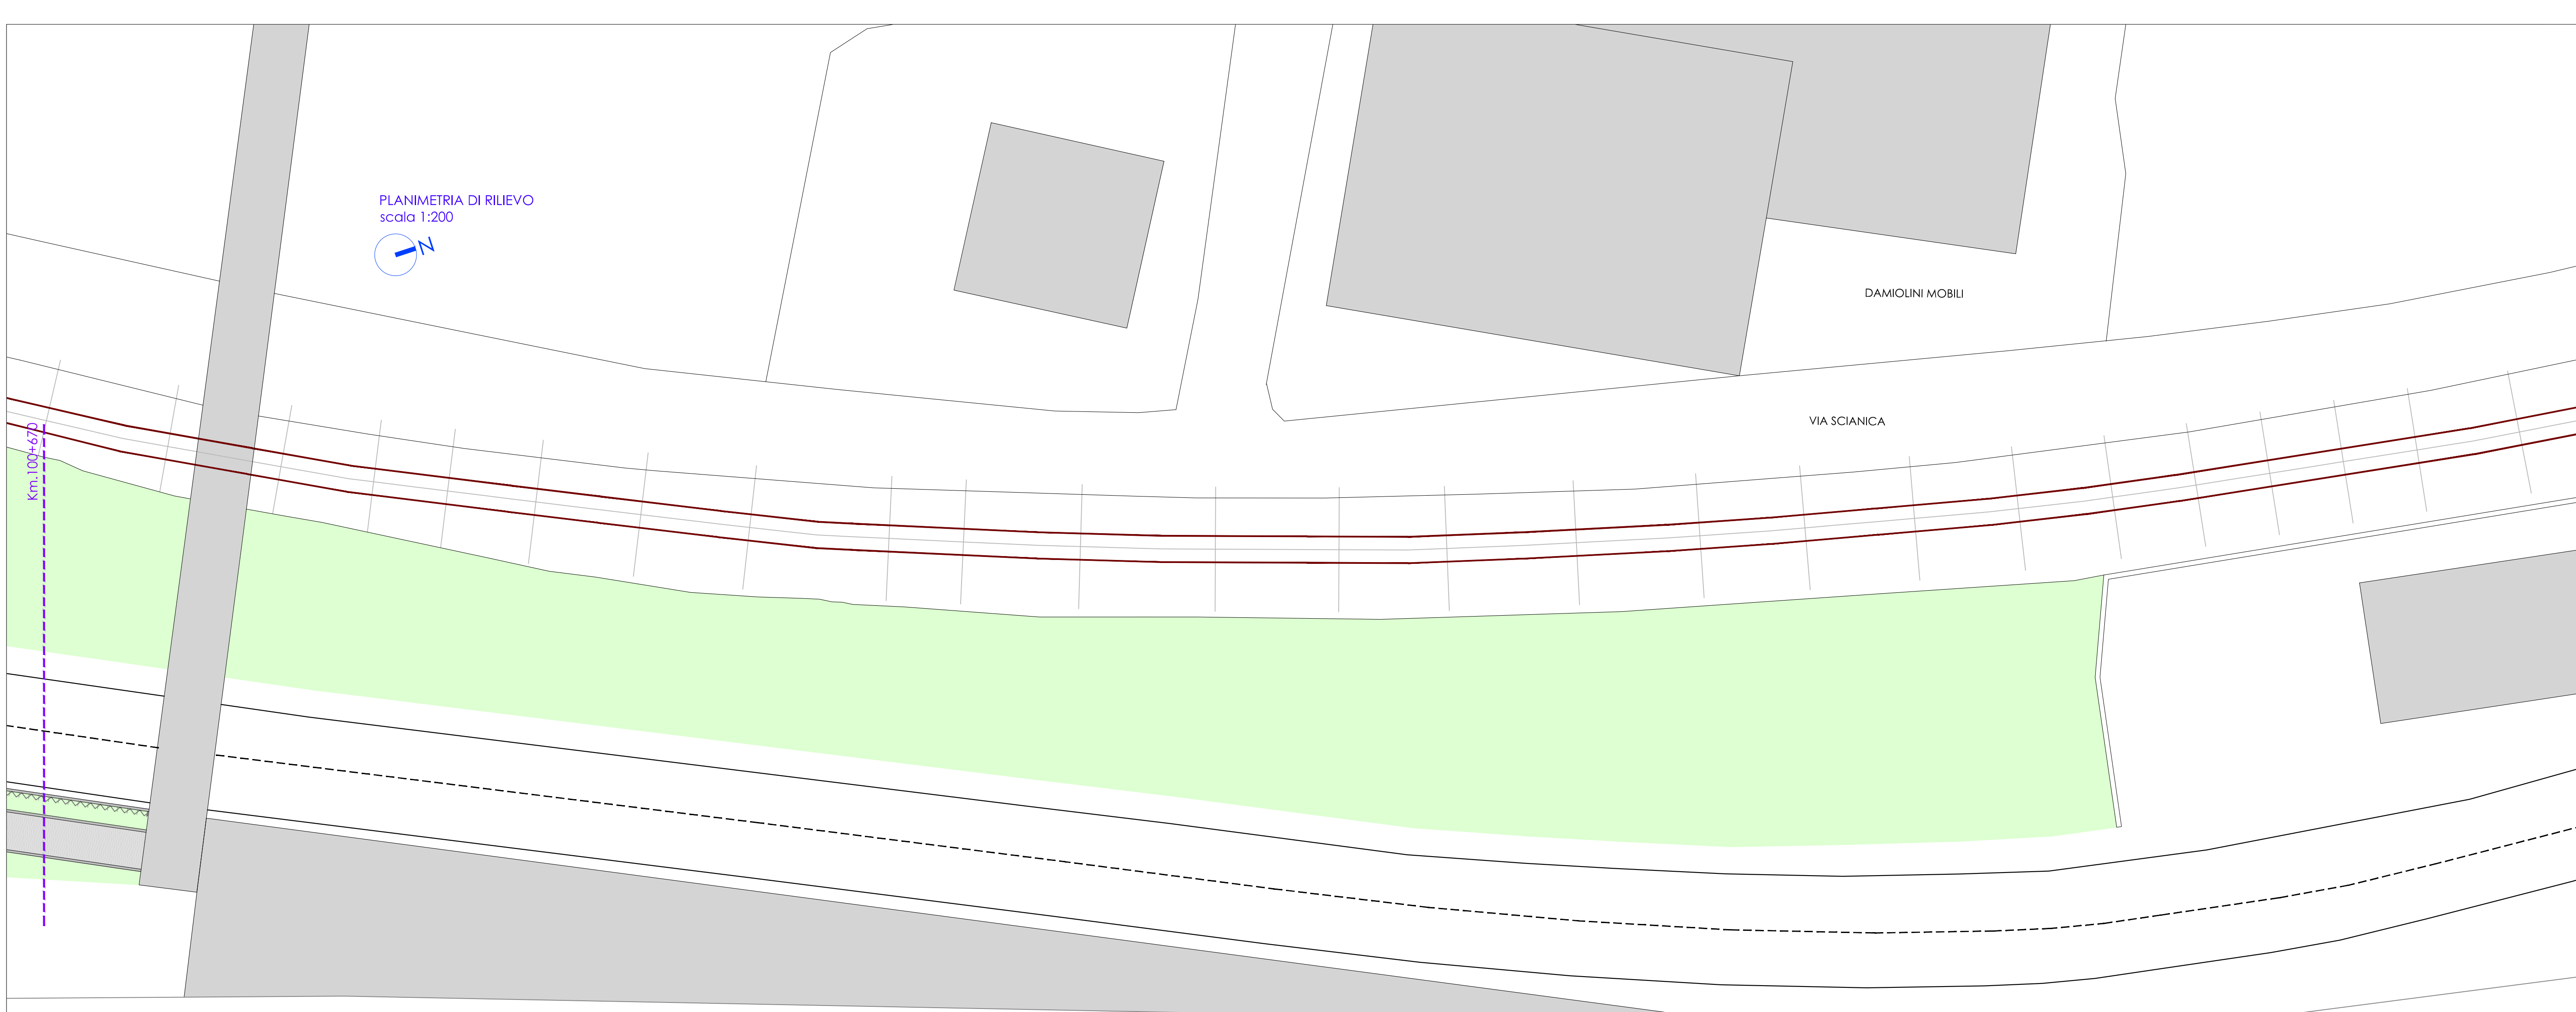 PLANIMETRIA DI RILIEVO
scala 1:200
N
DAMIOLINI MOBILI
VIA SCIANICA
Km.100+670